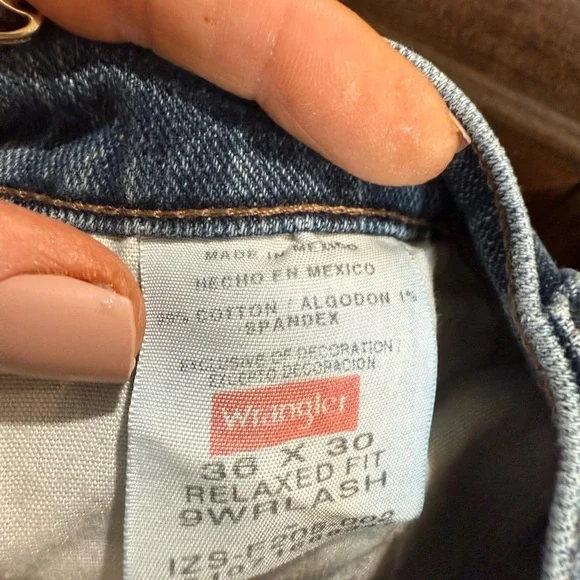 MADE IN MEXICO
HECHO EN MEXICO
99% COTTON / ALGODON 1%
SPANDEX
EXCLUSIVE OF DECORATION /
EXCEPTO DECORACION
Wrangler
36 X 30
RELAXED FIT
9WRLASH